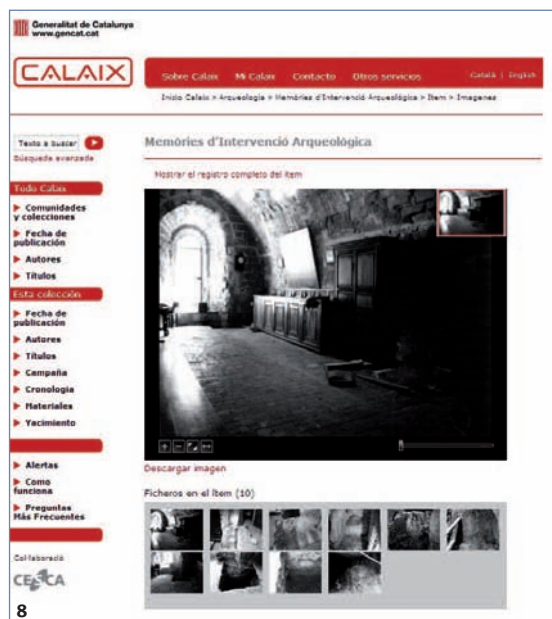 Generalitat de Catalunya
www.gencat.cat
CALAIX
Sobre Calaix Mi Calaix Contacto Otros servicios Català | English
Inicio Calaix > Arqueologia > Memòries d'Intervenció Arqueològica > Item > Imagenes
Texto a buscar
Búsqueda avanzada
Memòries d'Intervenció Arqueològica
Mostrar el registro completo del ítem
Todo Calaix
Comunidades
y colecciones
Fecha de
publicación
Autores
Títulos
Esta colección
Fecha de
publicación
Autores
Títulos
Campaña
Cronología
Materiales
Yacimiento
Alertas
Como
funciona
Preguntas
Más Frecuentes
Descargar imagen
Ficheros en el ítem (10)
Col·laboració
CESCA
8